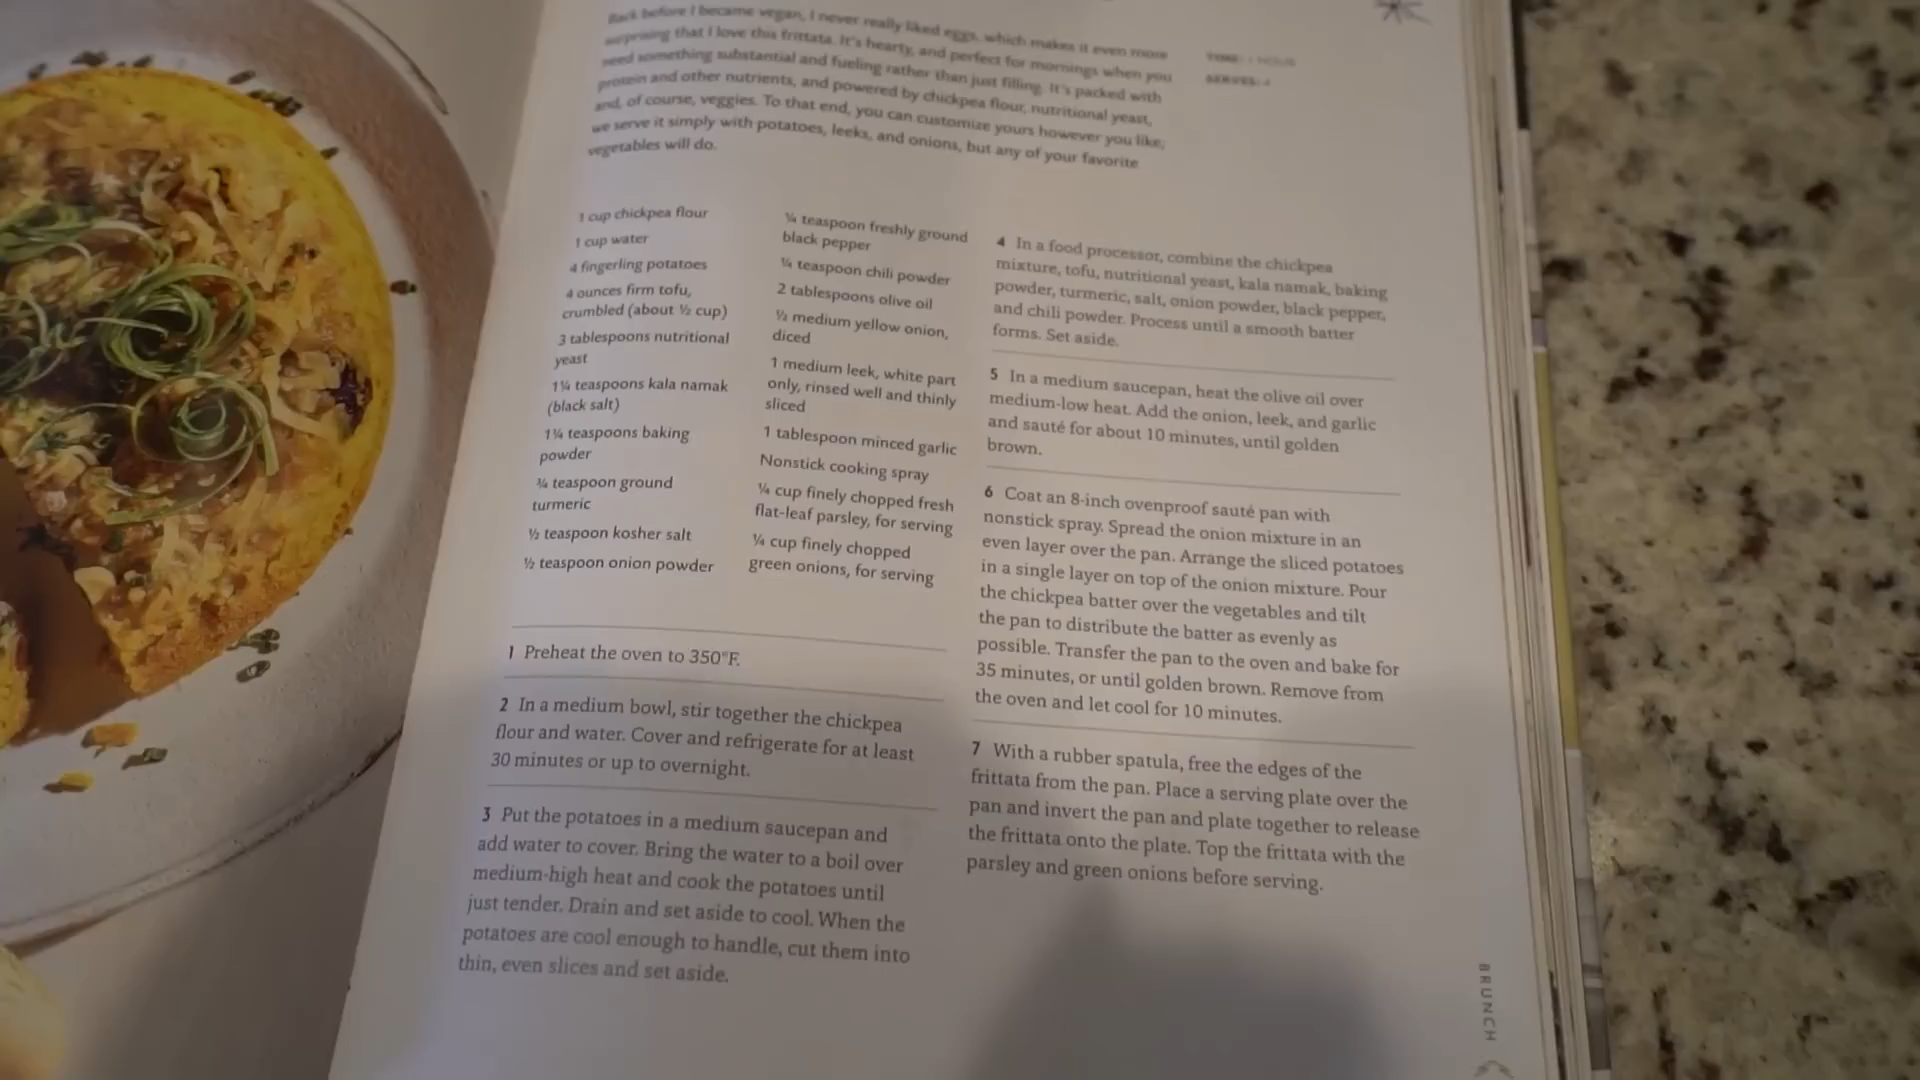 Back before I became vegan, I never really liked eggs, which makes it even more
surprising that I love this frittata. It's hearty, and perfect for mornings when you
need something substantial and fueling rather than just filling. It's packed with
protein and other nutrients, and powered by chickpea flour, nutritional yeast,
and, of course, veggies. To that end, you can customize yours however you like;
we serve it simply with potatoes, leeks, and onions, but any of your favorite
vegetables will do.
TIME: 1 HOUR
SERVES: 4
1 cup chickpea flour
1 cup water
4 fingerling potatoes
4 ounces firm tofu,
crumbled (about ½ cup)
3 tablespoons nutritional
yeast
1¼ teaspoons kala namak
(black salt)
1¼ teaspoons baking
powder
¾ teaspoon ground
turmeric
½ teaspoon kosher salt
½ teaspoon onion powder
¼ teaspoon freshly ground
black pepper
¼ teaspoon chili powder
2 tablespoons olive oil
½ medium yellow onion,
diced
1 medium leek, white part
only, rinsed well and thinly
sliced
1 tablespoon minced garlic
Nonstick cooking spray
¼ cup finely chopped fresh
flat-leaf parsley, for serving
¼ cup finely chopped
green onions, for serving
1 Preheat the oven to 350°F.
2 In a medium bowl, stir together the chickpea
flour and water. Cover and refrigerate for at least
30 minutes or up to overnight.
3 Put the potatoes in a medium saucepan and
add water to cover. Bring the water to a boil over
medium-high heat and cook the potatoes until
just tender. Drain and set aside to cool. When the
potatoes are cool enough to handle, cut them into
thin, even slices and set aside.
4 In a food processor, combine the chickpea
mixture, tofu, nutritional yeast, kala namak, baking
powder, turmeric, salt, onion powder, black pepper,
and chili powder. Process until a smooth batter
forms. Set aside.
5 In a medium saucepan, heat the olive oil over
medium-low heat. Add the onion, leek, and garlic
and sauté for about 10 minutes, until golden
brown.
6 Coat an 8-inch ovenproof sauté pan with
nonstick spray. Spread the onion mixture in an
even layer over the pan. Arrange the sliced potatoes
in a single layer on top of the onion mixture. Pour
the chickpea batter over the vegetables and tilt
the pan to distribute the batter as evenly as
possible. Transfer the pan to the oven and bake for
35 minutes, or until golden brown. Remove from
the oven and let cool for 10 minutes.
7 With a rubber spatula, free the edges of the
frittata from the pan. Place a serving plate over the
pan and invert the pan and plate together to release
the frittata onto the plate. Top the frittata with the
parsley and green onions before serving.
BRUNCH